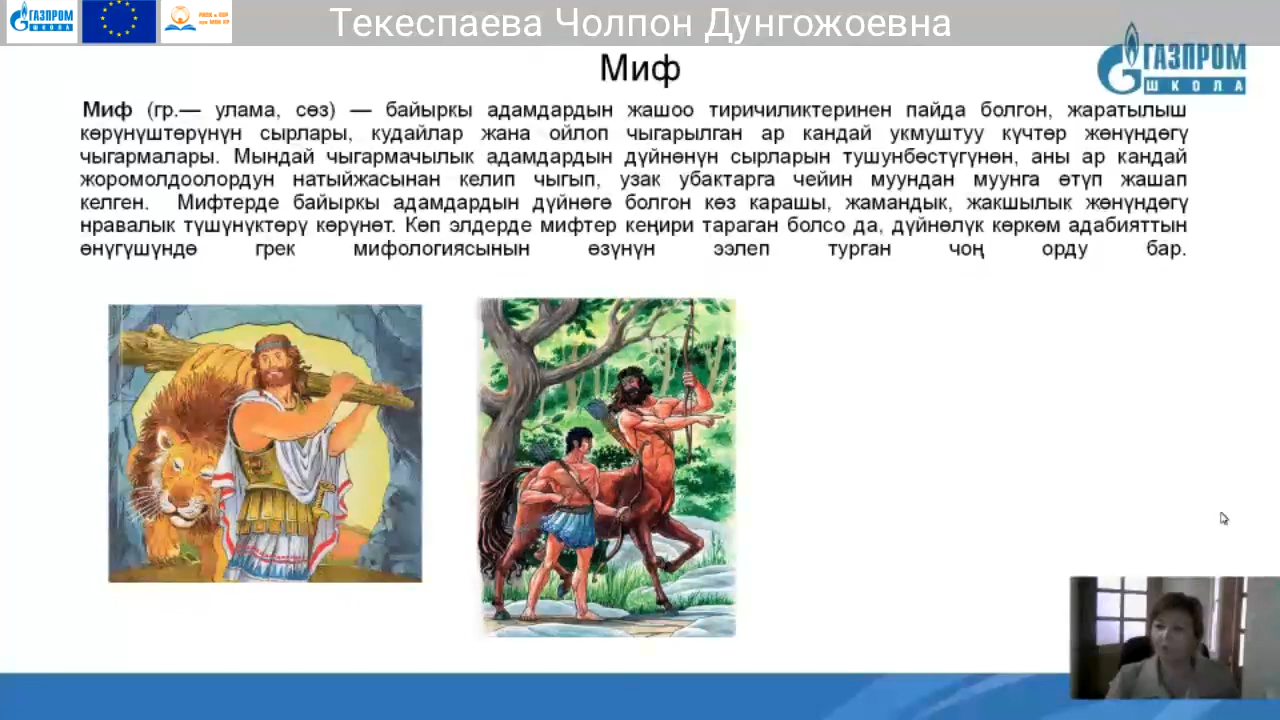 ГАЗПРОМ
ШКОЛА
Текеспаева Чолпон Дунгожоевна
ГАЗПРОМ
ШКОЛА
Миф
Миф (гр.— улама, сөз) — байыркы адамдардын жашоо тиричиликтеринен пайда болгон, жаратылыш
көрүнүштөрүнүн сырлары, кудайлар жана ойлоп чыгарылган ар кандай укмуштуу күчтөр жөнүндөгү
чыгармалары. Мындай чыгармачылык адамдардын дүйнөнүн сырларын тушунбөстүгүнөн, аны ар кандай
жоромолдоолордун натыйжасынан келип чыгып, узак убактарга чейин муундан муунга өтүп жашап
келген. Мифтерде байыркы адамдардын дүйнөгө болгон көз карашы, жамандык, жакшылык жөнүндөгү
нравалык түшүнүктөрү көрүнөт. Көп элдерде мифтер кеңири тараган болсо да, дүйнөлүк көркөм адабияттын
өнүгүшүндө грек мифологиясынын өзүнүн ээлеп турган чоң орду бар.